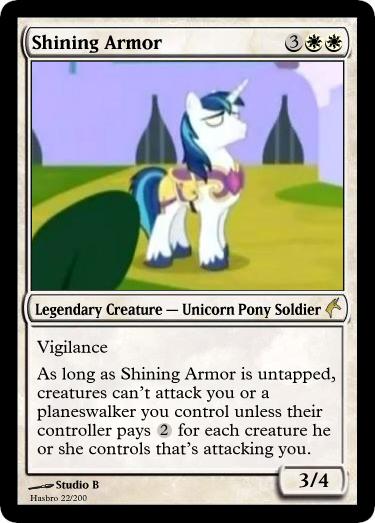 Shining Armor 3
Legendary Creature — Unicorn Pony Soldier
Vigilance
As long as Shining Armor is untapped,
creatures can't attack you or a
planeswalker you control unless their
controller pays 2 for each creature he
or she controls that's attacking you.
3/4
Studio B
Hasbro 22/200